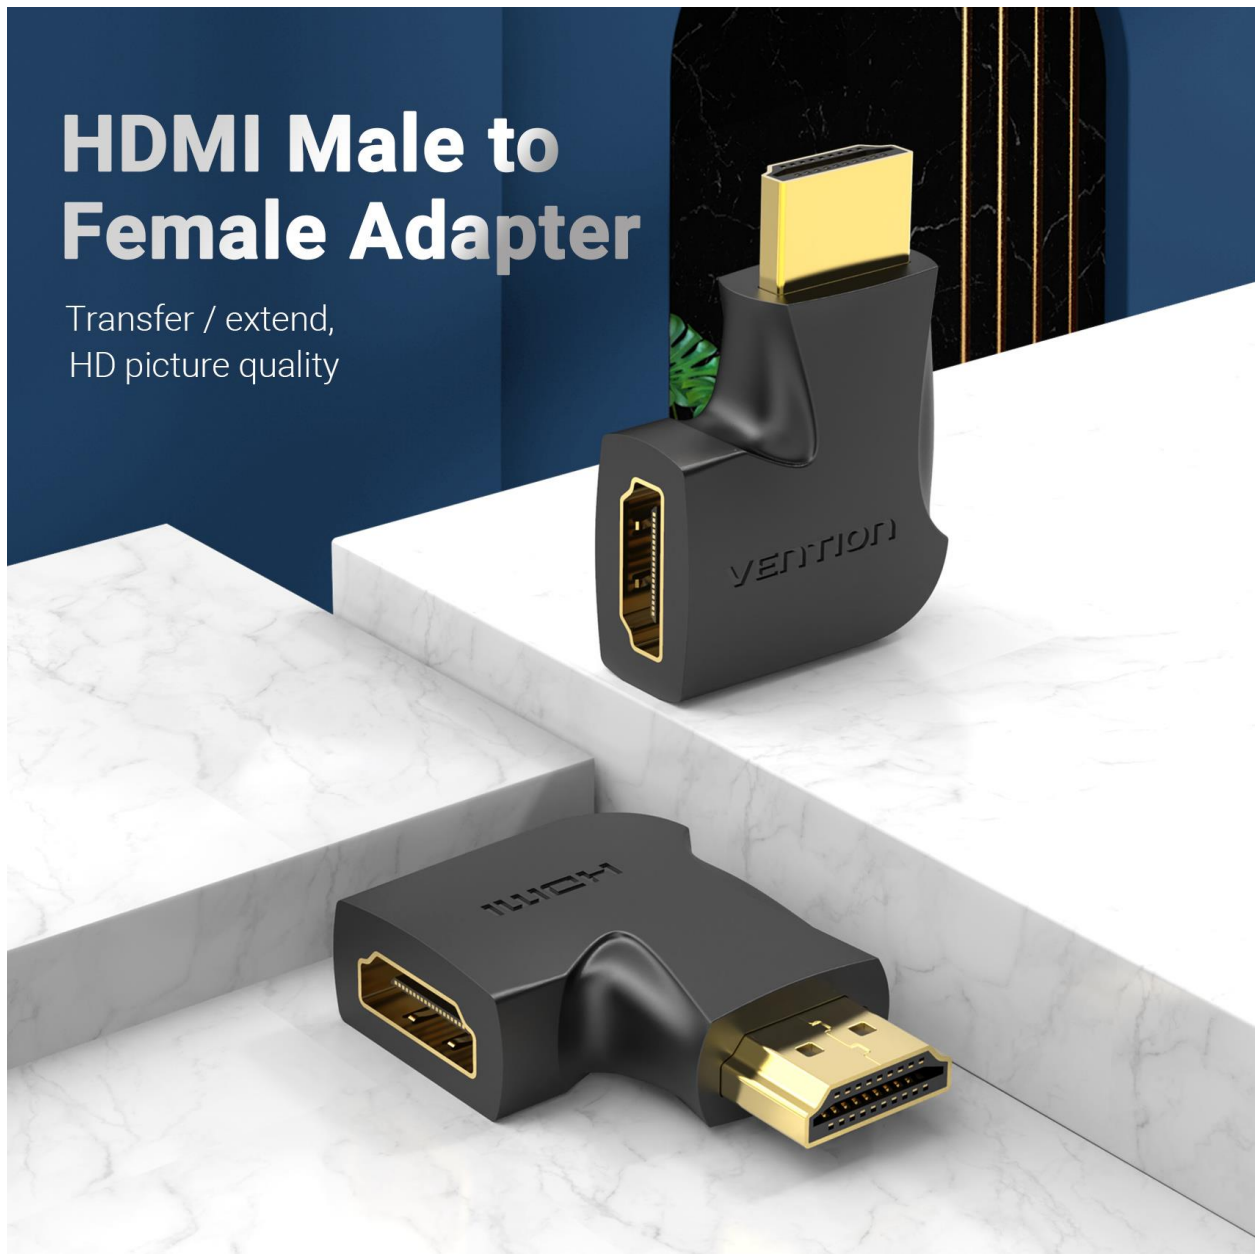 HDMI Male to
Female Adapter
Transfer / extend,
HD picture quality
VENTION
HDMI